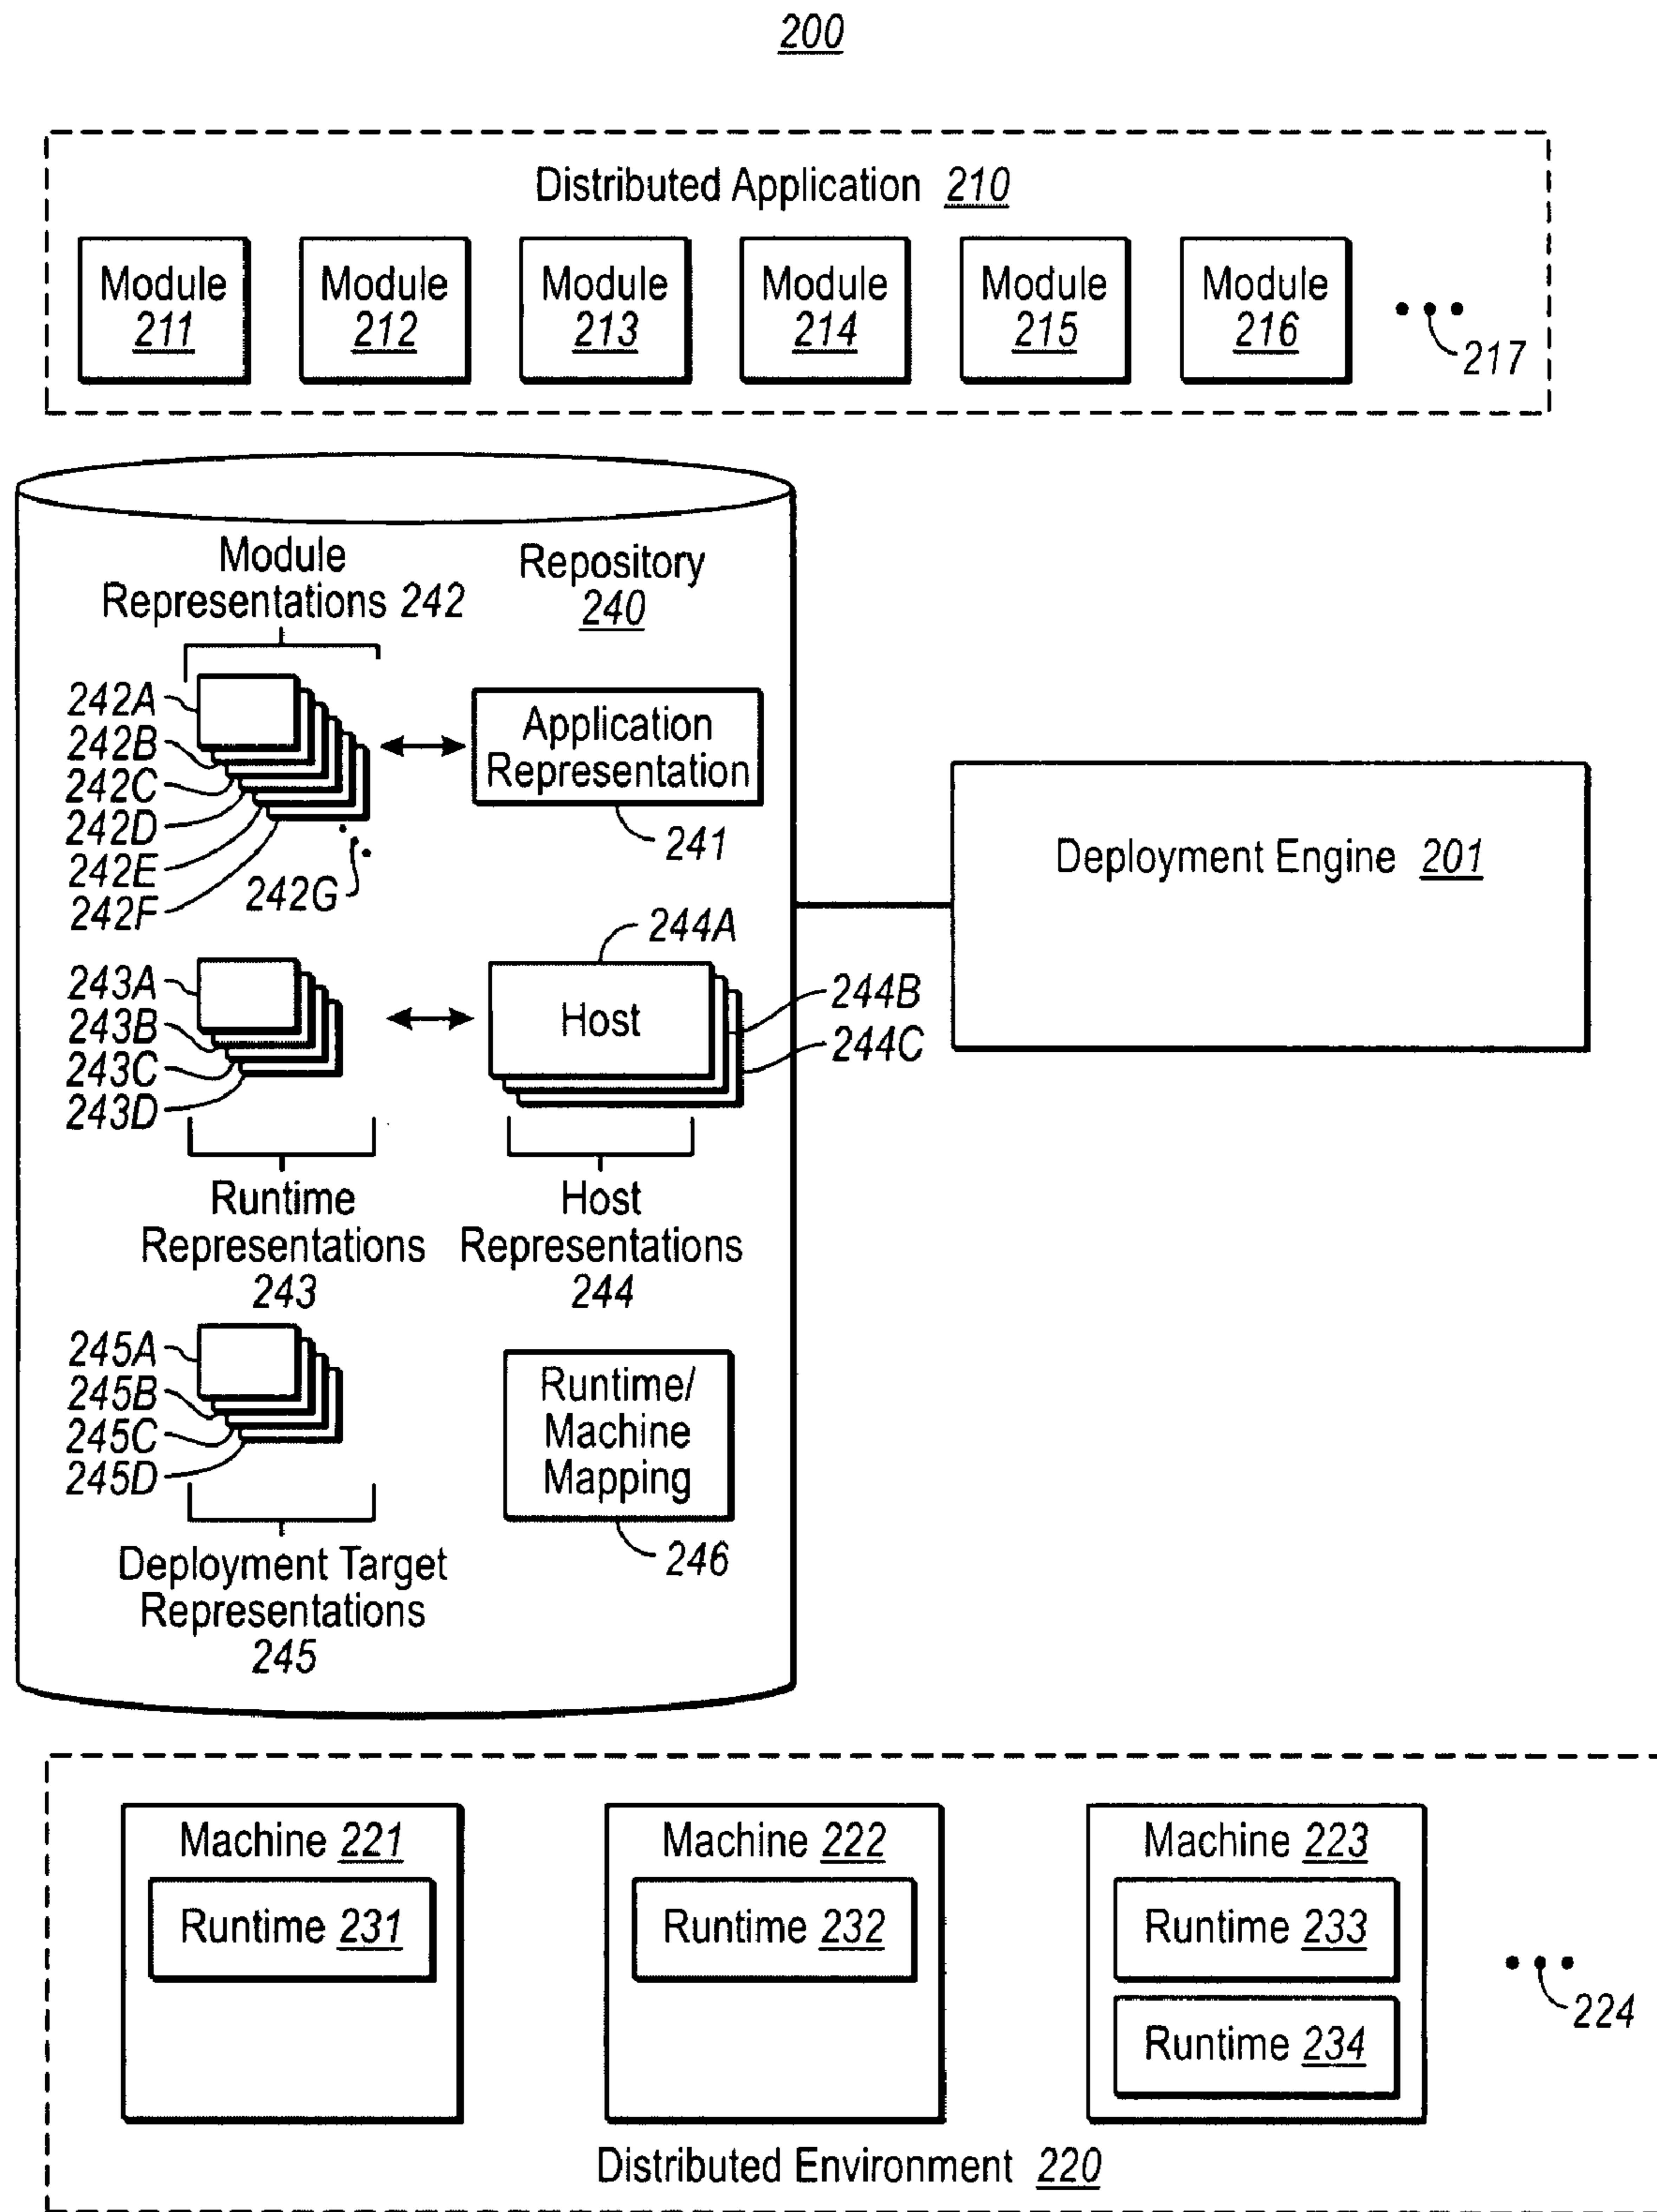 200
Distributed Application 210
Module
211
Module
212
Module
213
Module
214
Module
215
Module
216
217
Module
Representations 242
Repository
240
242A
242B
242C
242D
242E
242F
242G
Application
Representation
241
Deployment Engine 201
243A
243B
243C
243D
244A
Host
244B
244C
Runtime
Representations
243
Host
Representations
244
245A
245B
245C
245D
Runtime/
Machine
Mapping
246
Deployment Target
Representations
245
Machine 221
Runtime 231
Machine 222
Runtime 232
Machine 223
Runtime 233
Runtime 234
224
Distributed Environment 220